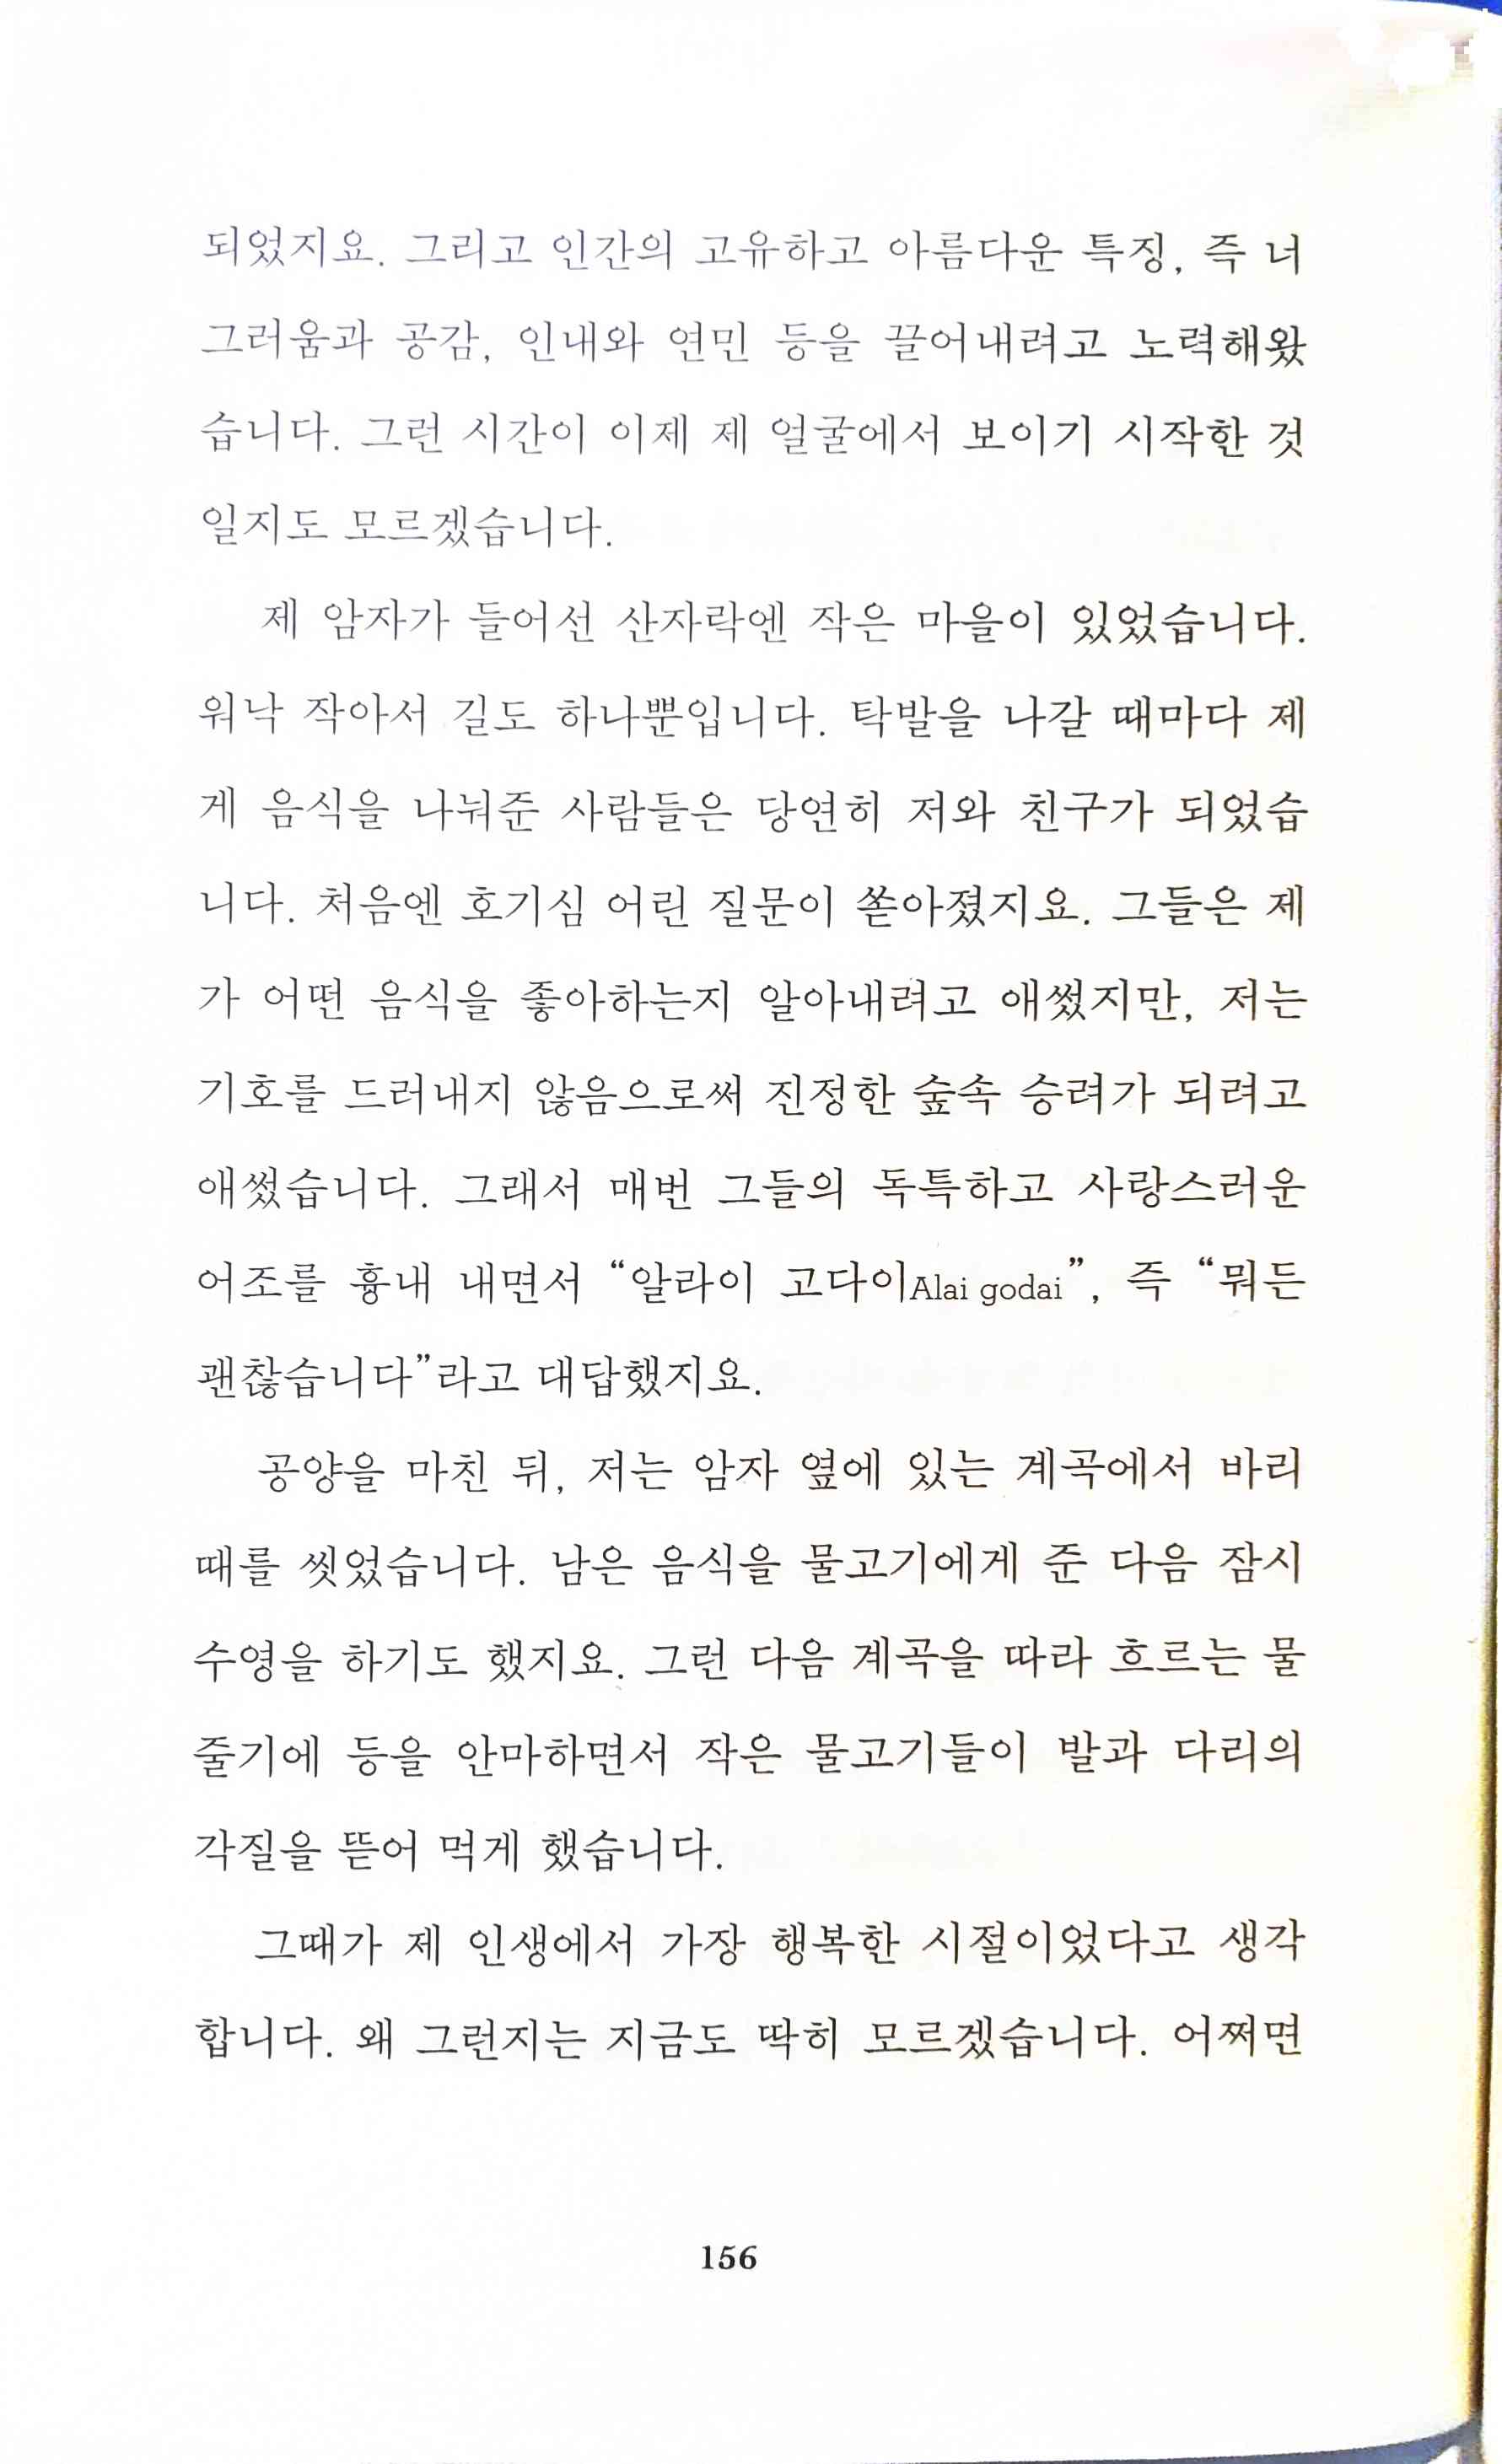 되었지요. 그리고 인간의 고유하고 아름다운 특징, 즉 너
그러움과 공감, 인내와 연민 등을 끌어내려고 노력해왔
습니다. 그런 시간이 이제 제 얼굴에서 보이기 시작한 것
일지도 모르겠습니다.
제 암자가 들어선 산자락엔 작은 마을이 있었습니다.
워낙 작아서 길도 하나뿐입니다. 탁발을 나갈 때마다 제
게 음식을 나눠준 사람들은 당연히 저와 친구가 되었습
니다. 처음엔 호기심 어린 질문이 쏟아졌지요. 그들은 제
가 어떤 음식을 좋아하는지 알아내려고 애썼지만, 저는
기호를 드러내지 않음으로써 진정한 숲속 승려가 되려고
애썼습니다. 그래서 매번 그들의 독특하고 사랑스러운
어조를 흉내 내면서 “알라이 고다이Alai godai”, 즉 “뭐든
괜찮습니다”라고 대답했지요.
공양을 마친 뒤, 저는 암자 옆에 있는 계곡에서 바리
때를 씻었습니다. 남은 음식을 물고기에게 준 다음 잠시
수영을 하기도 했지요. 그런 다음 계곡을 따라 흐르는 물
줄기에 등을 안마하면서 작은 물고기들이 발과 다리의
각질을 뜯어 먹게 했습니다.
그때가 제 인생에서 가장 행복한 시절이었다고 생각
합니다. 왜 그런지는 지금도 딱히 모르겠습니다. 어쩌면
156